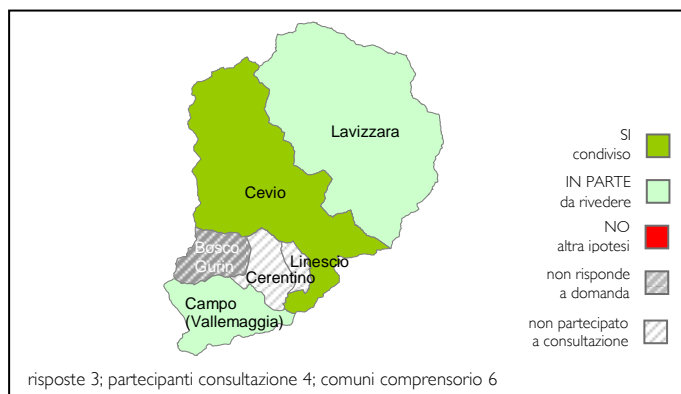 Lavizzara
Cevio
Bosco
Gurin
Linescio
Cerentino
Campo
(Vallemaggia)
SI
condiviso
IN PARTE
da rivedere
NO
altra ipotesi
non risponde
a domanda
non partecipato
a consultazione
risposte 3; partecipanti consultazione 4; comuni comprensorio 6